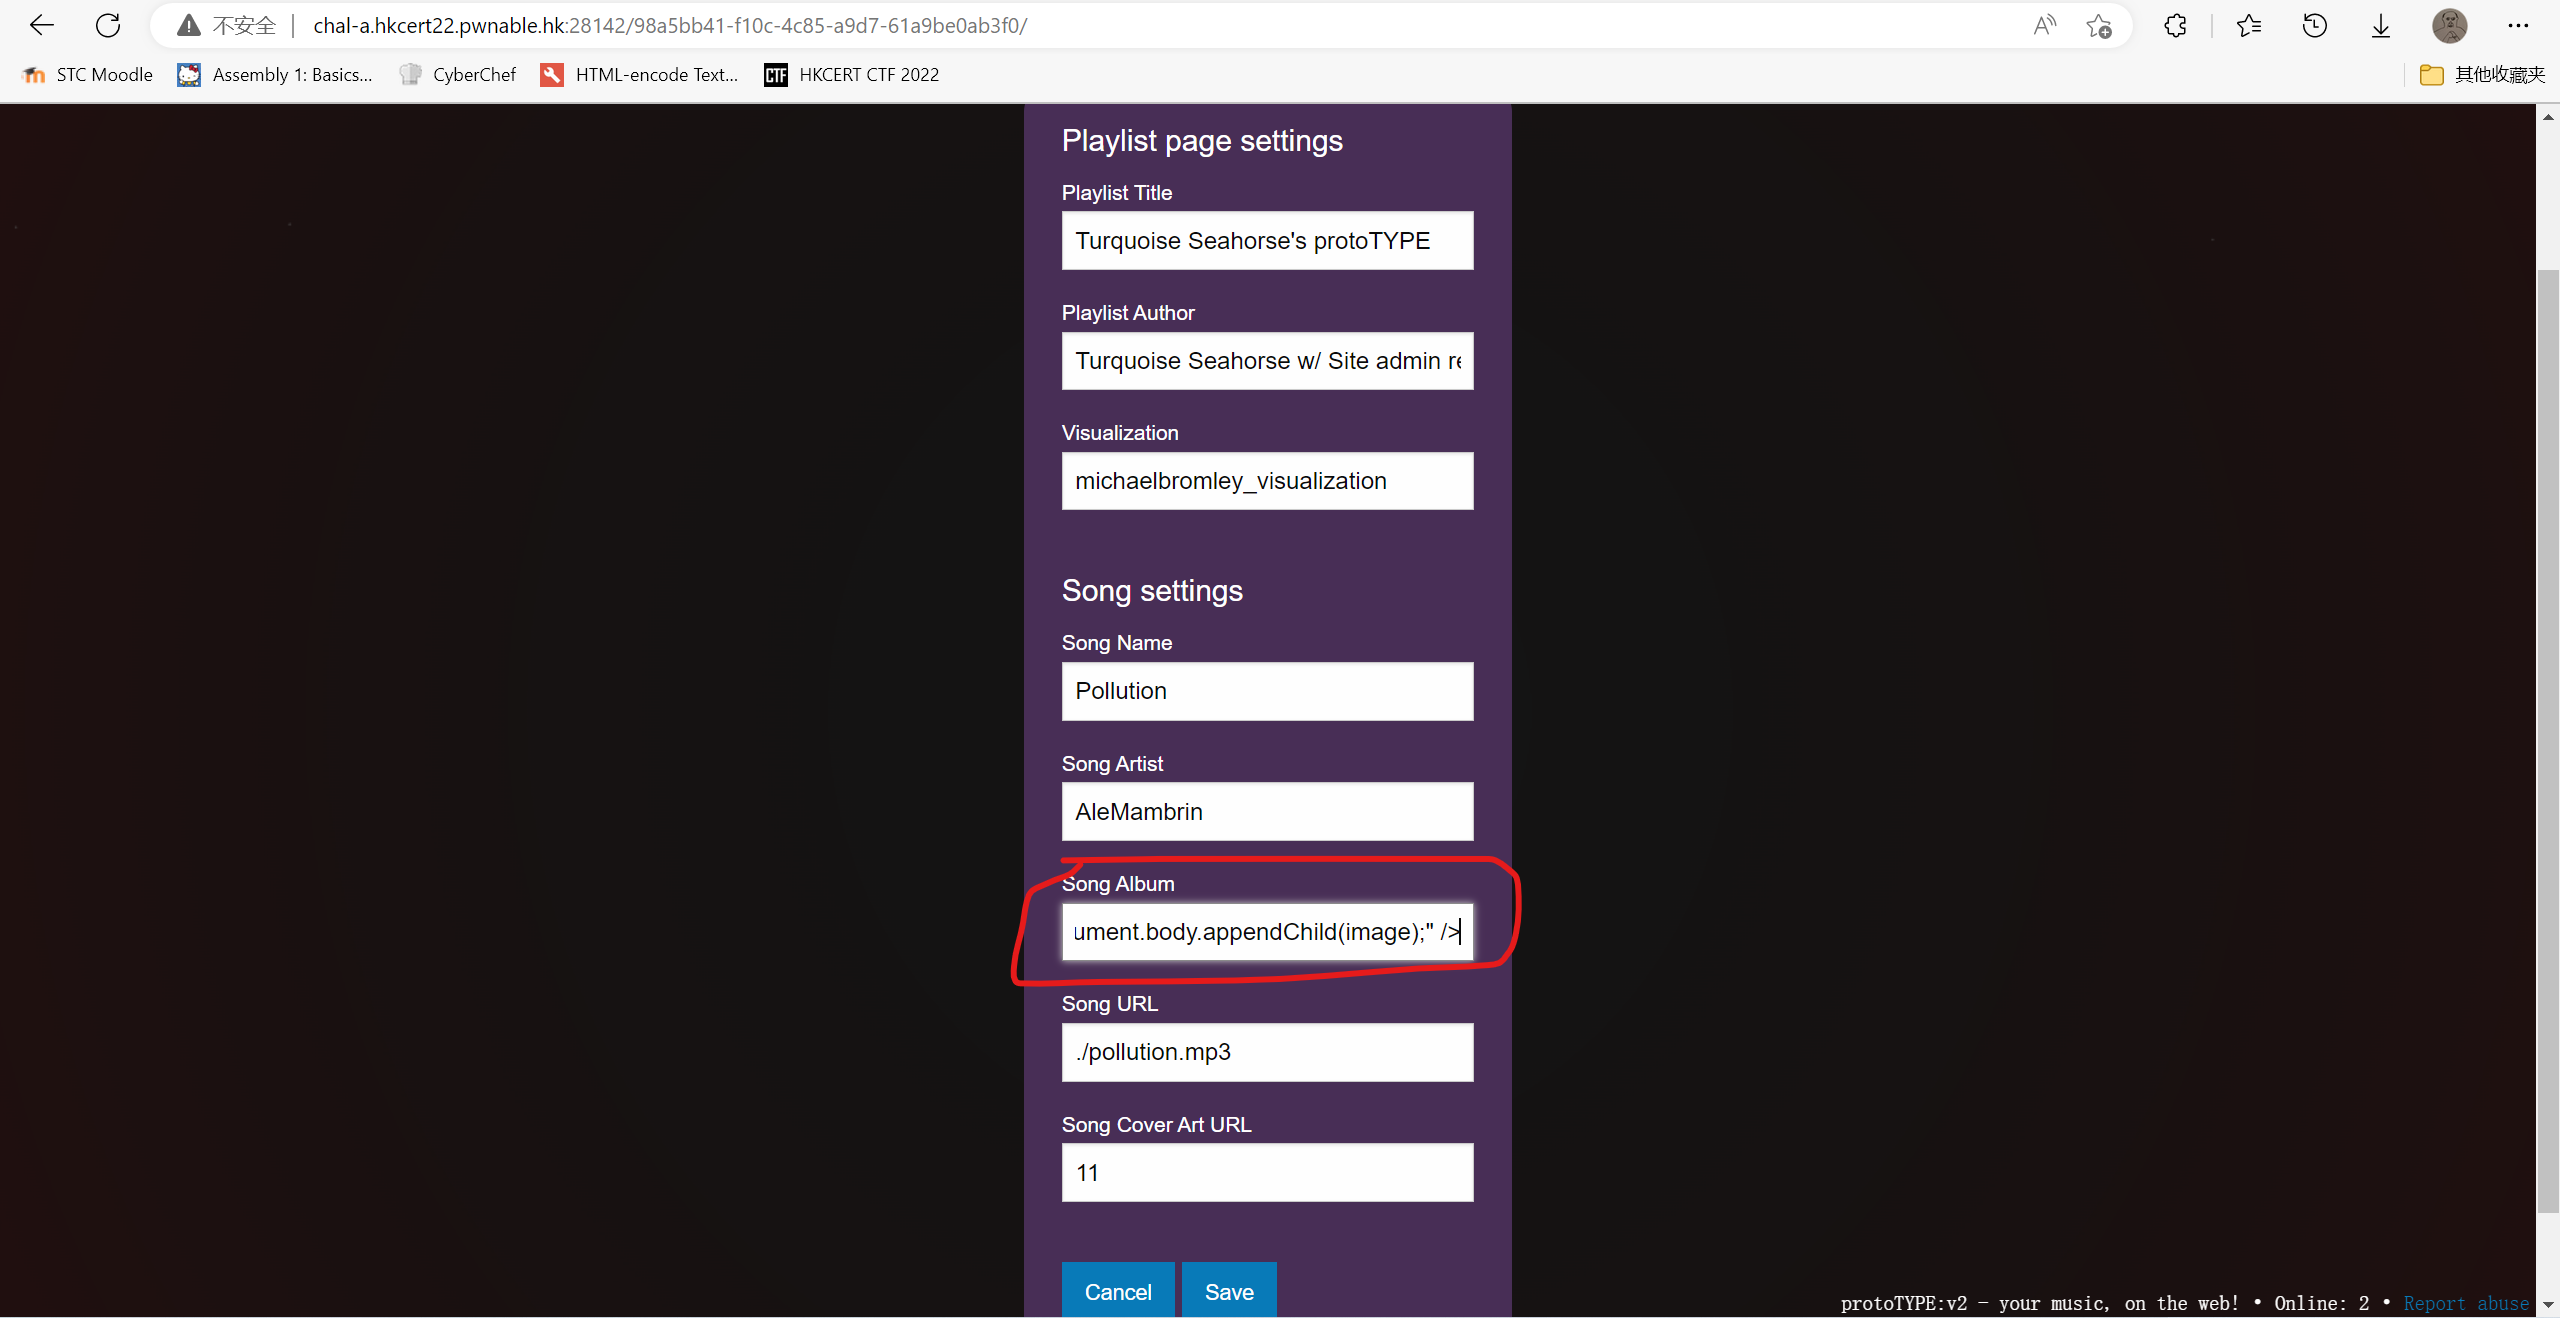 不安全 chal-a.hkcert22.pwnable.hk:28142/98a5bb41-f10c-4c85-a9d7-61a9be0ab3f0/
STC Moodle Assembly 1: Basics... CyberChef HTML-encode Text... CTF HKCERT CTF 2022 其他收藏夹
Playlist page settings
Playlist Title
Turquoise Seahorse's protoTYPE
Playlist Author
Turquoise Seahorse w/ Site admin re
Visualization
michaelbromley_visualization
Song settings
Song Name
Pollution
Song Artist
AleMambrin
Song Album
ument.body.appendChild(image);" />
Song URL
./pollution.mp3
Song Cover Art URL
11
Cancel Save
protoTYPE:v2 - your music, on the web! • Online: 2 • Report abuse